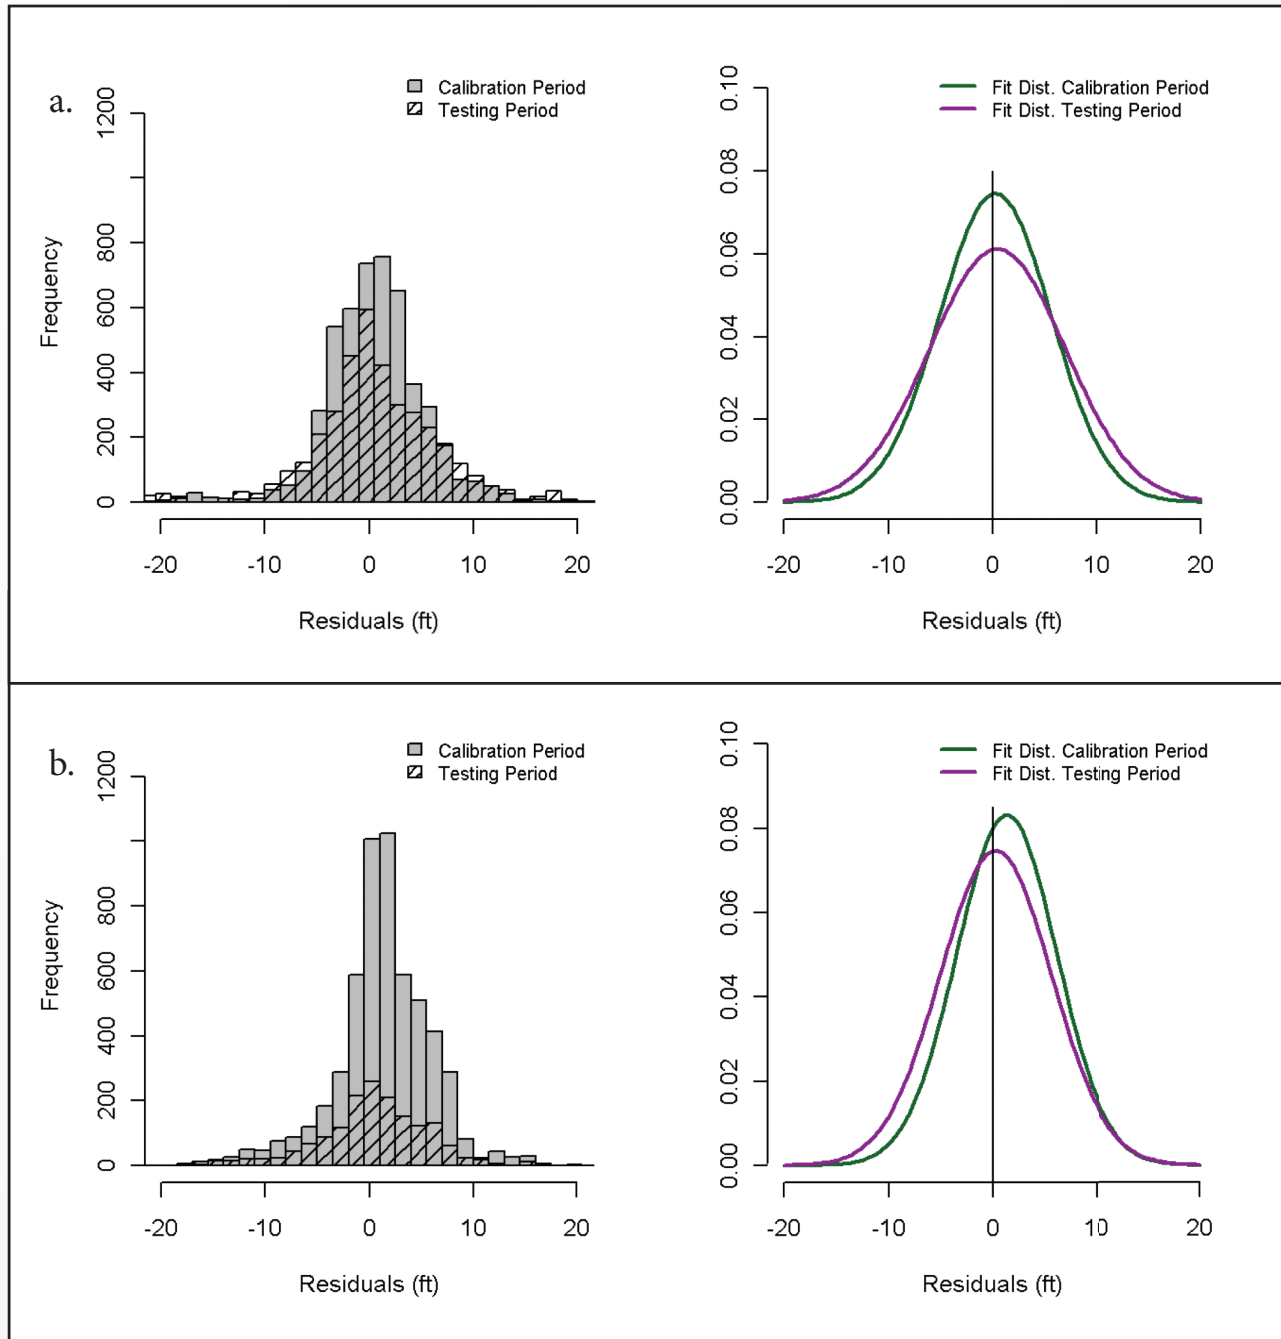 a.
Calibration Period
Testing Period
Frequency
0
200
400
600
800
1200
-20 -10 0 10 20
Residuals (ft)
Fit Dist. Calibration Period
Fit Dist. Testing Period
0.00
0.02
0.04
0.06
0.08
0.10
-20 -10 0 10 20
Residuals (ft)
b.
Calibration Period
Testing Period
Frequency
0
200
400
600
800
1200
-20 -10 0 10 20
Residuals (ft)
Fit Dist. Calibration Period
Fit Dist. Testing Period
0.00
0.02
0.04
0.06
0.08
0.10
-20 -10 0 10 20
Residuals (ft)